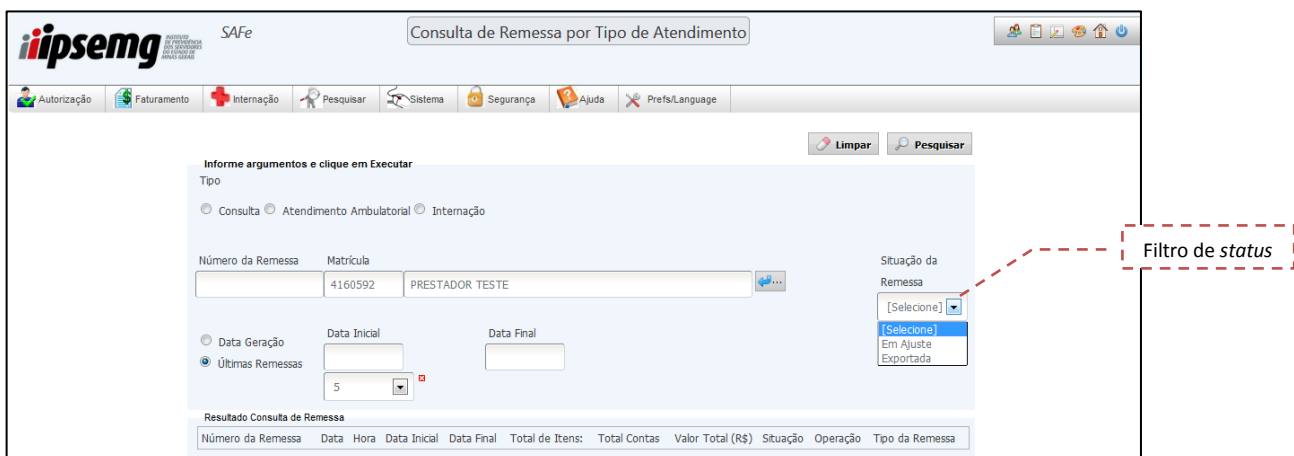 ipsemg INSTITUTO DE PREVIDÊNCIA DOS SERVIDORES DO ESTADO DE MINAS GERAIS
SAFe
Consulta de Remessa por Tipo de Atendimento
Autorização Faturamento Internação Pesquisar Sistema Segurança Ajuda Prefs/Language
Limpar Pesquisar
Informe argumentos e clique em Executar
Tipo
Consulta Atendimento Ambulatorial Internação
Número da Remessa Matrícula Situação da
Remessa
4160592 PRESTADOR TESTE ...
[Selecione]
[Selecione]
Em Ajuste
Exportada
Filtro de status
Data Inicial Data Final
Data Geração
Últimas Remessas
5
Resultado Consulta de Remessa
Número da Remessa Data Hora Data Inicial Data Final Total de Itens: Total Contas Valor Total (R$) Situação Operação Tipo da Remessa